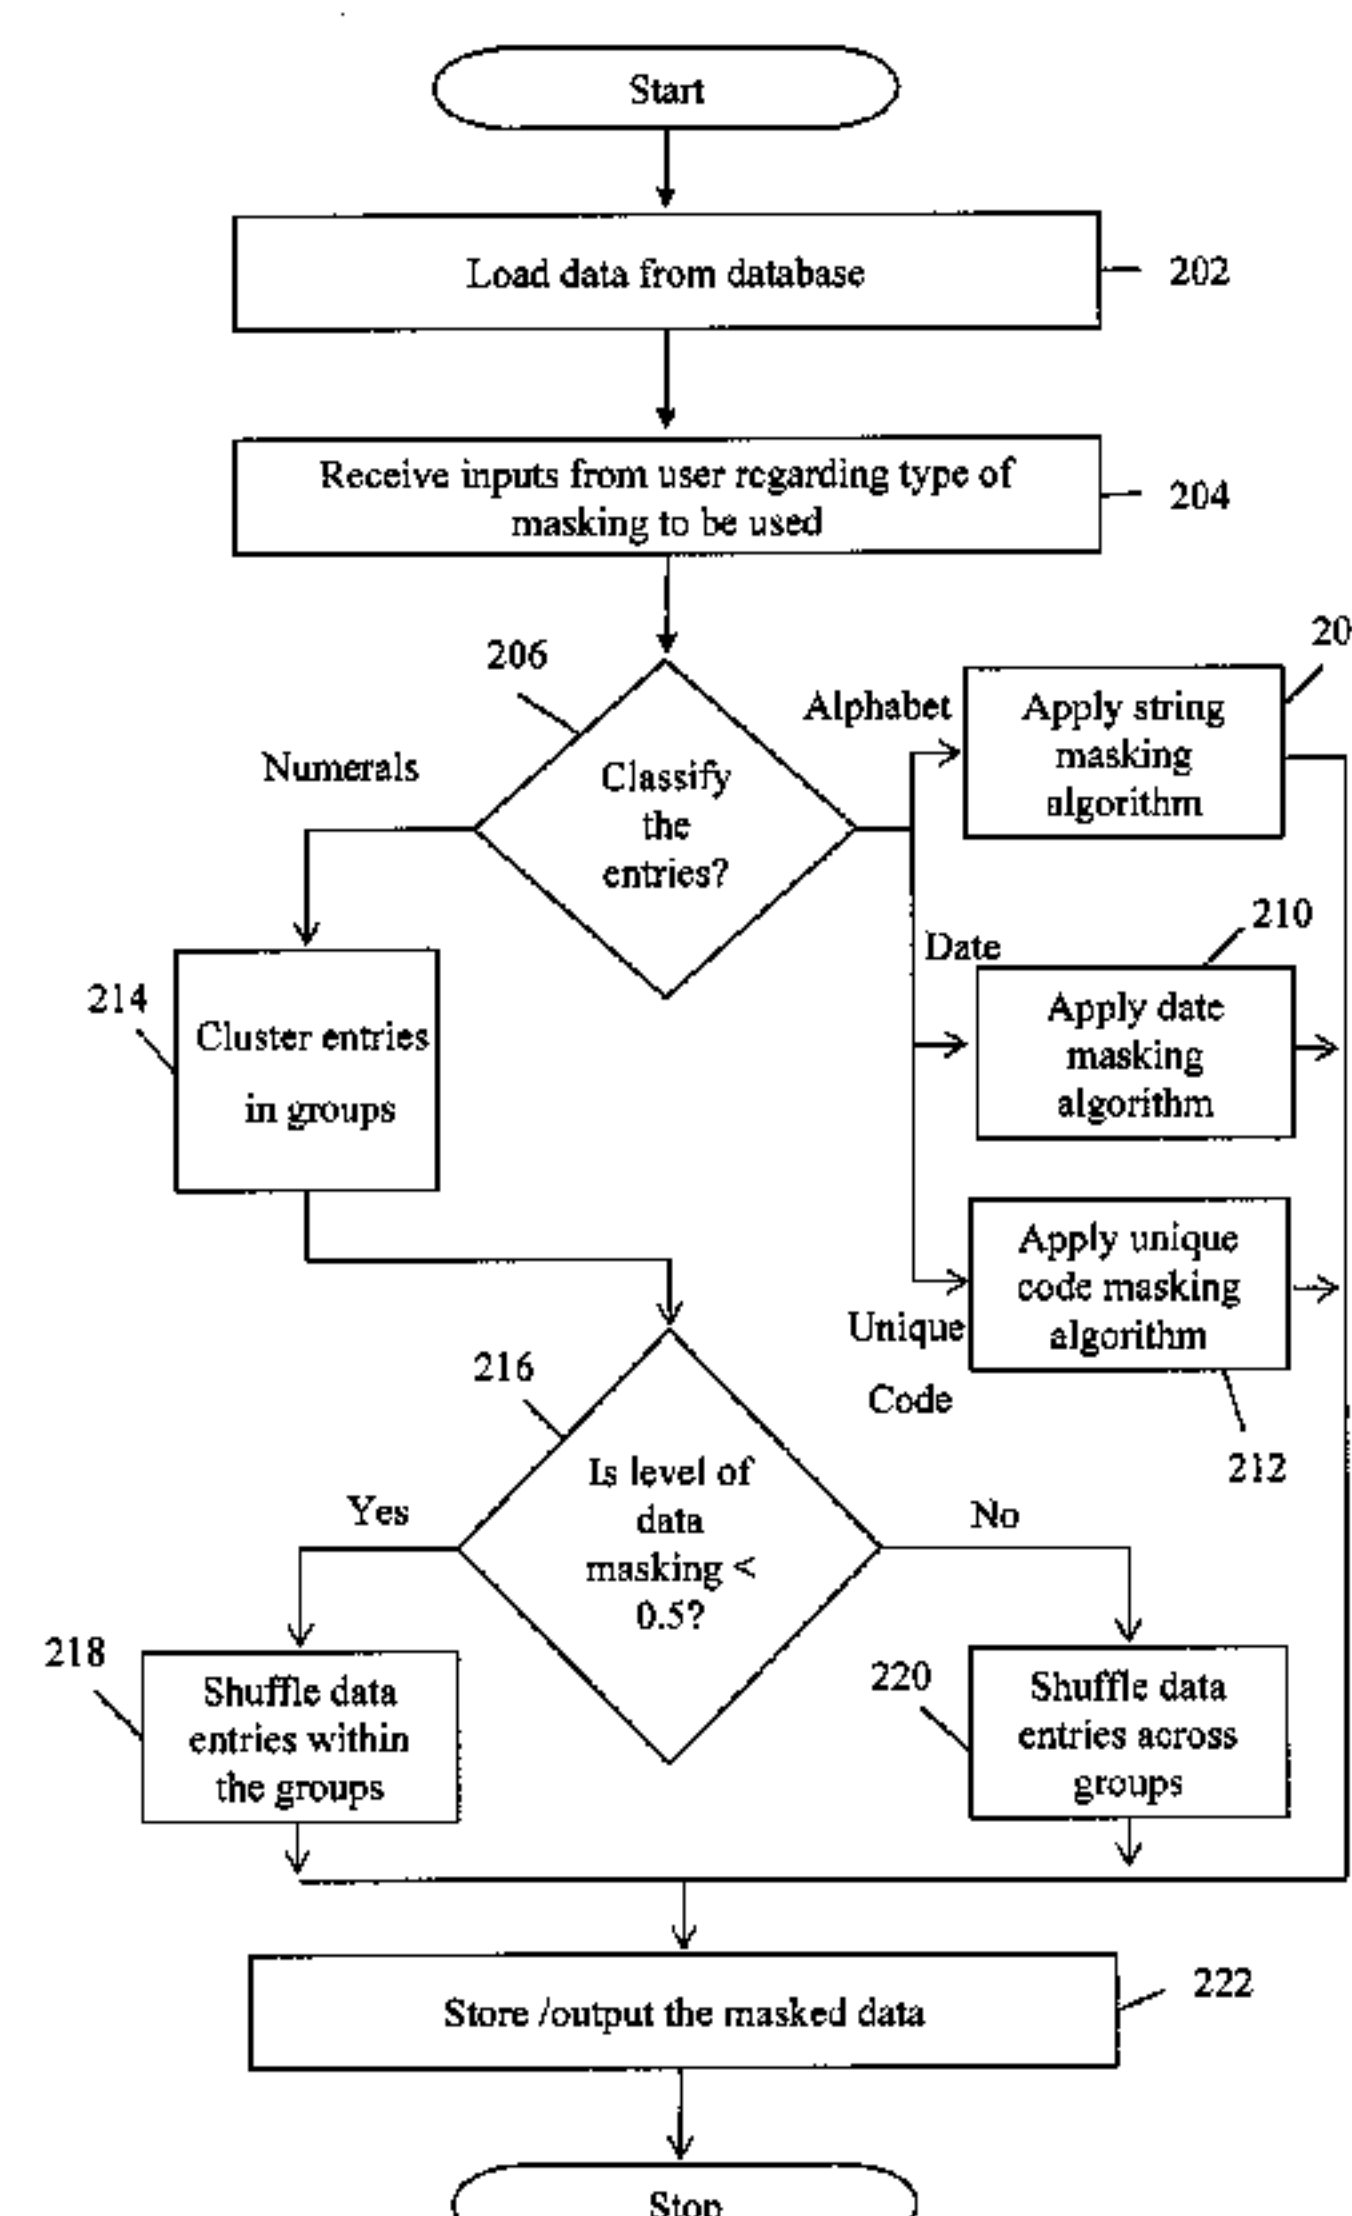 Start
Load data from database
202
Receive inputs from user regarding type of
masking to be used
204
206
20
Numerals
Classify
the
entries?
Alphabet
Apply string
masking
algorithm
Date
210
Apply date
masking
algorithm
214
Cluster entries
in groups
Unique
Code
Apply unique
code masking
algorithm
212
216
Is level of
data
masking <
0.5?
Yes
No
218
Shuffle data
entries within
the groups
220
Shuffle data
entries across
groups
Store /output the masked data
222
Stop